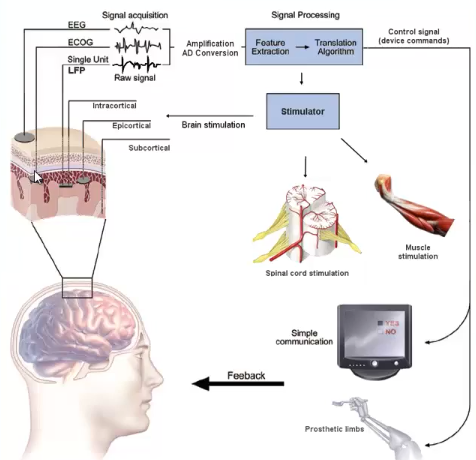 Signal acquisition
Signal Processing
EEG
ECOG
Single Unit
LFP
Raw signal
Amplification
AD Conversion
Feature
Extraction
Translation
Algorithm
Control signal
(device commands)
Intracortical
Epicortical
Subcortical
Brain stimulation
Stimulator
Spinal cord stimulation
Muscle
stimulation
Simple
communication
YES
NO
Feeback
Prosthetic limbs